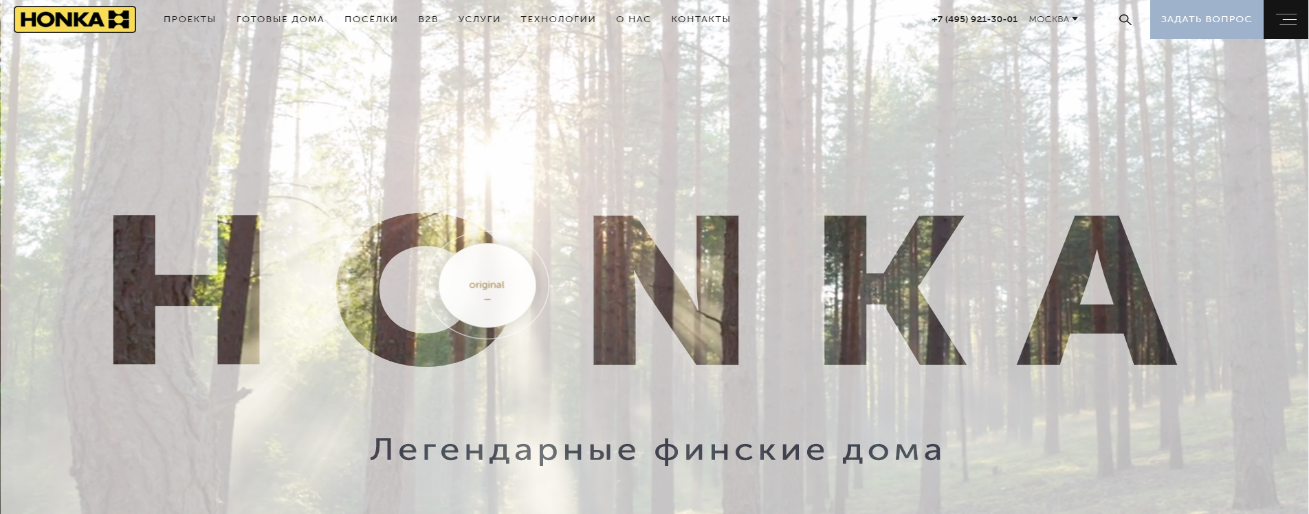 HONKA
ПРОЕКТЫ ГОТОВЫЕ ДОМА ПОСЁЛКИ B2B УСЛУГИ ТЕХНОЛОГИИ О НАС КОНТАКТЫ +7 (495) 921-30-01 МОСКВА ЗАДАТЬ ВОПРОС
HONKA
original
Легендарные финские дома